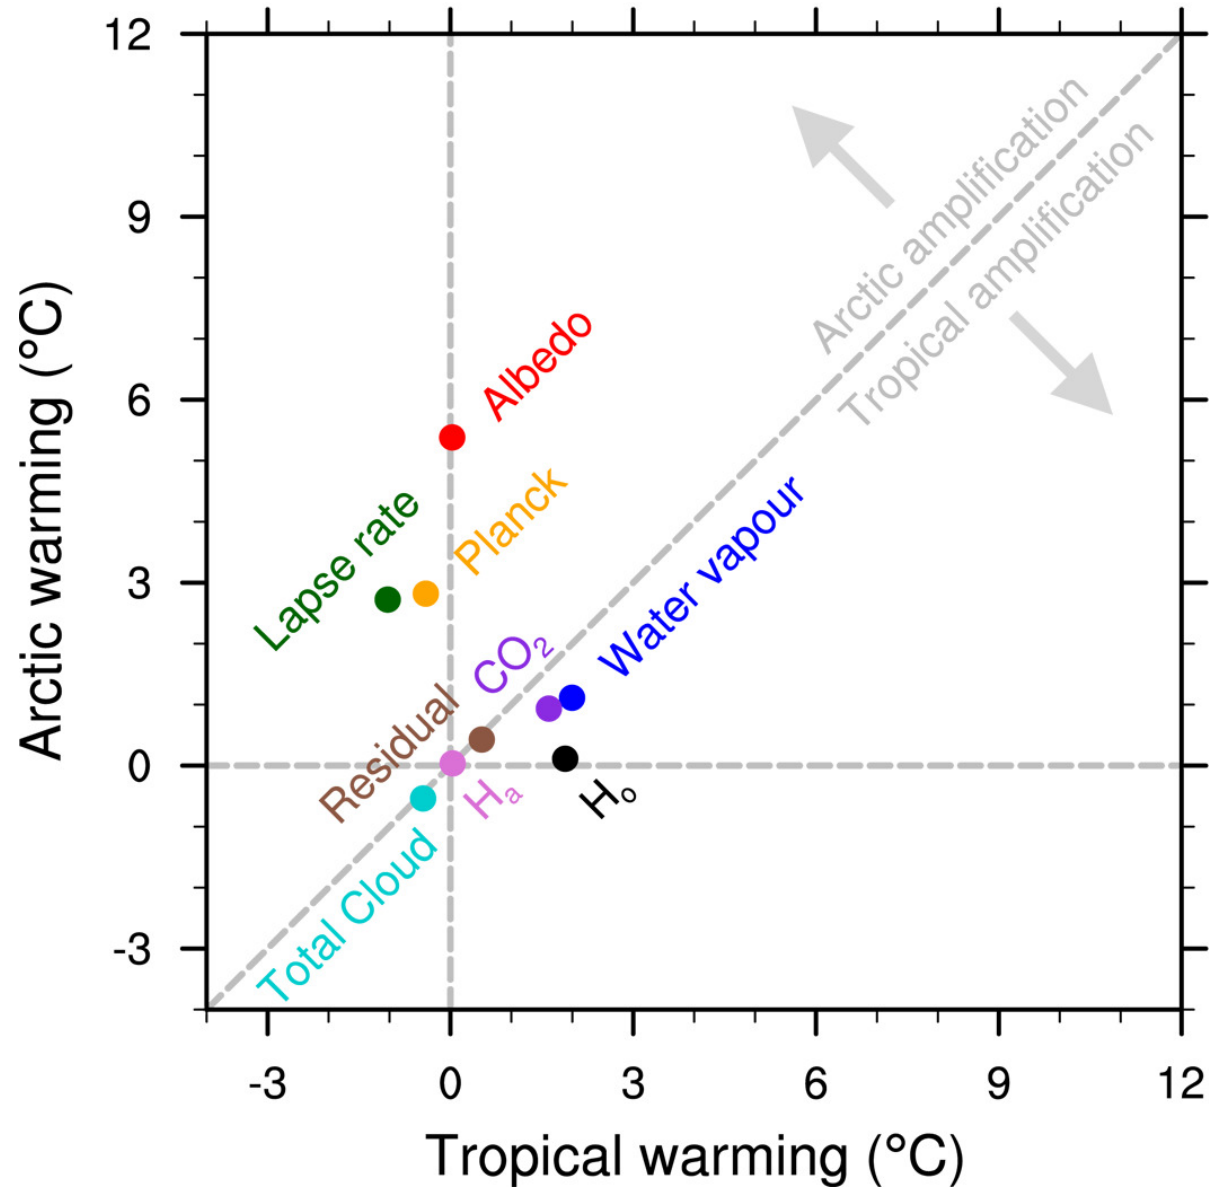 12
9
6
3
0
-3
Arctic warming (°C)
-3
0
3
6
9
12
Tropical warming (°C)
Arctic amplification
Tropical amplification
Albedo
Lapse rate
Planck
Water vapour
CO₂
Residual
Hₐ
Hₒ
Total Cloud